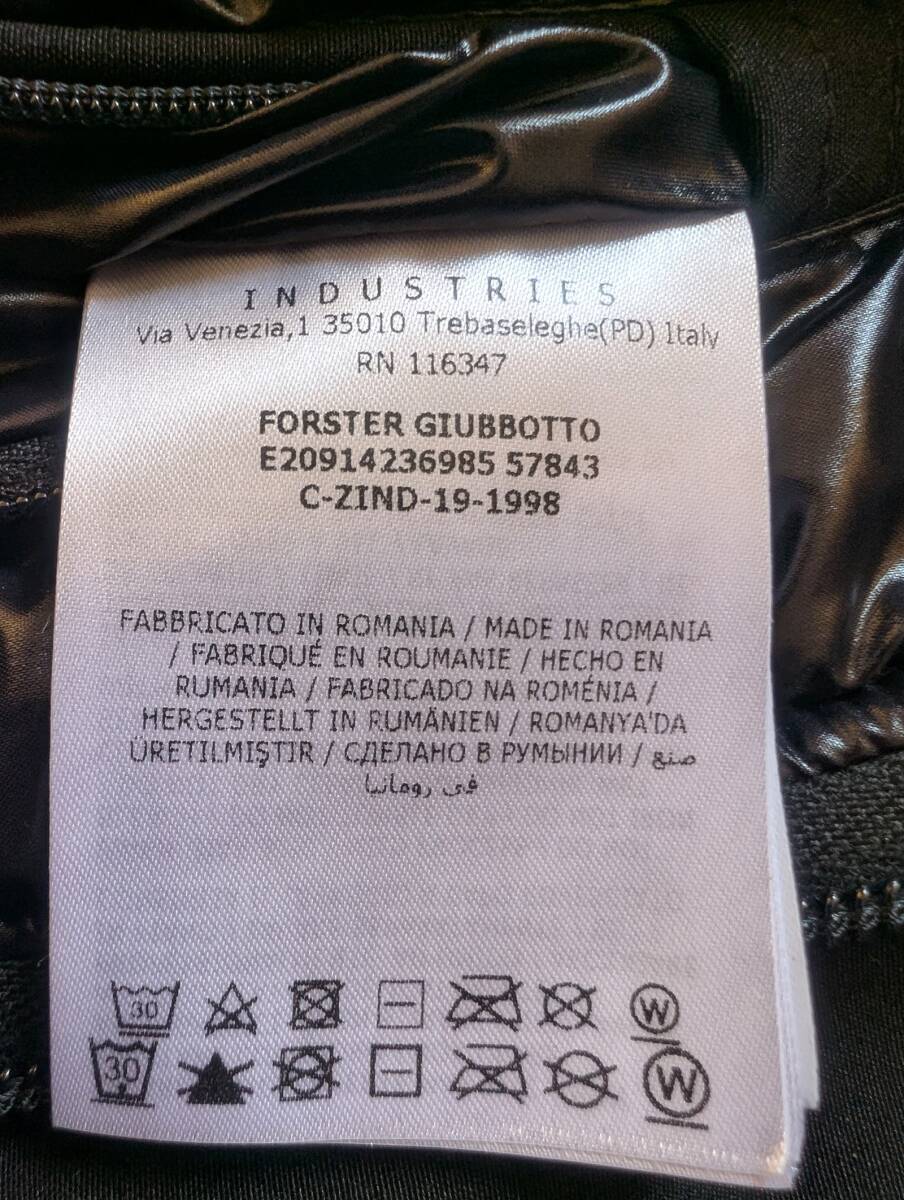 INDUSTRIES
Via Venezia,1 35010 Trebaseleghe(PD) Italy
RN 116347
FORSTER GIUBBOTTO
E20914236985 57843
C-ZIND-19-1998
FABBRICATO IN ROMANIA / MADE IN ROMANIA
/ FABRIQUÉ EN ROUMANIE / HECHO EN
RUMANIA / FABRICADO NA ROMÉNIA /
HERGESTELLT IN RUMÄNIEN / ROMANYA'DA
ÜRETILMIŞTIR / СДЕЛАНО В РУМЫНИИ / صنع
في رومانيا
30 W
30 W